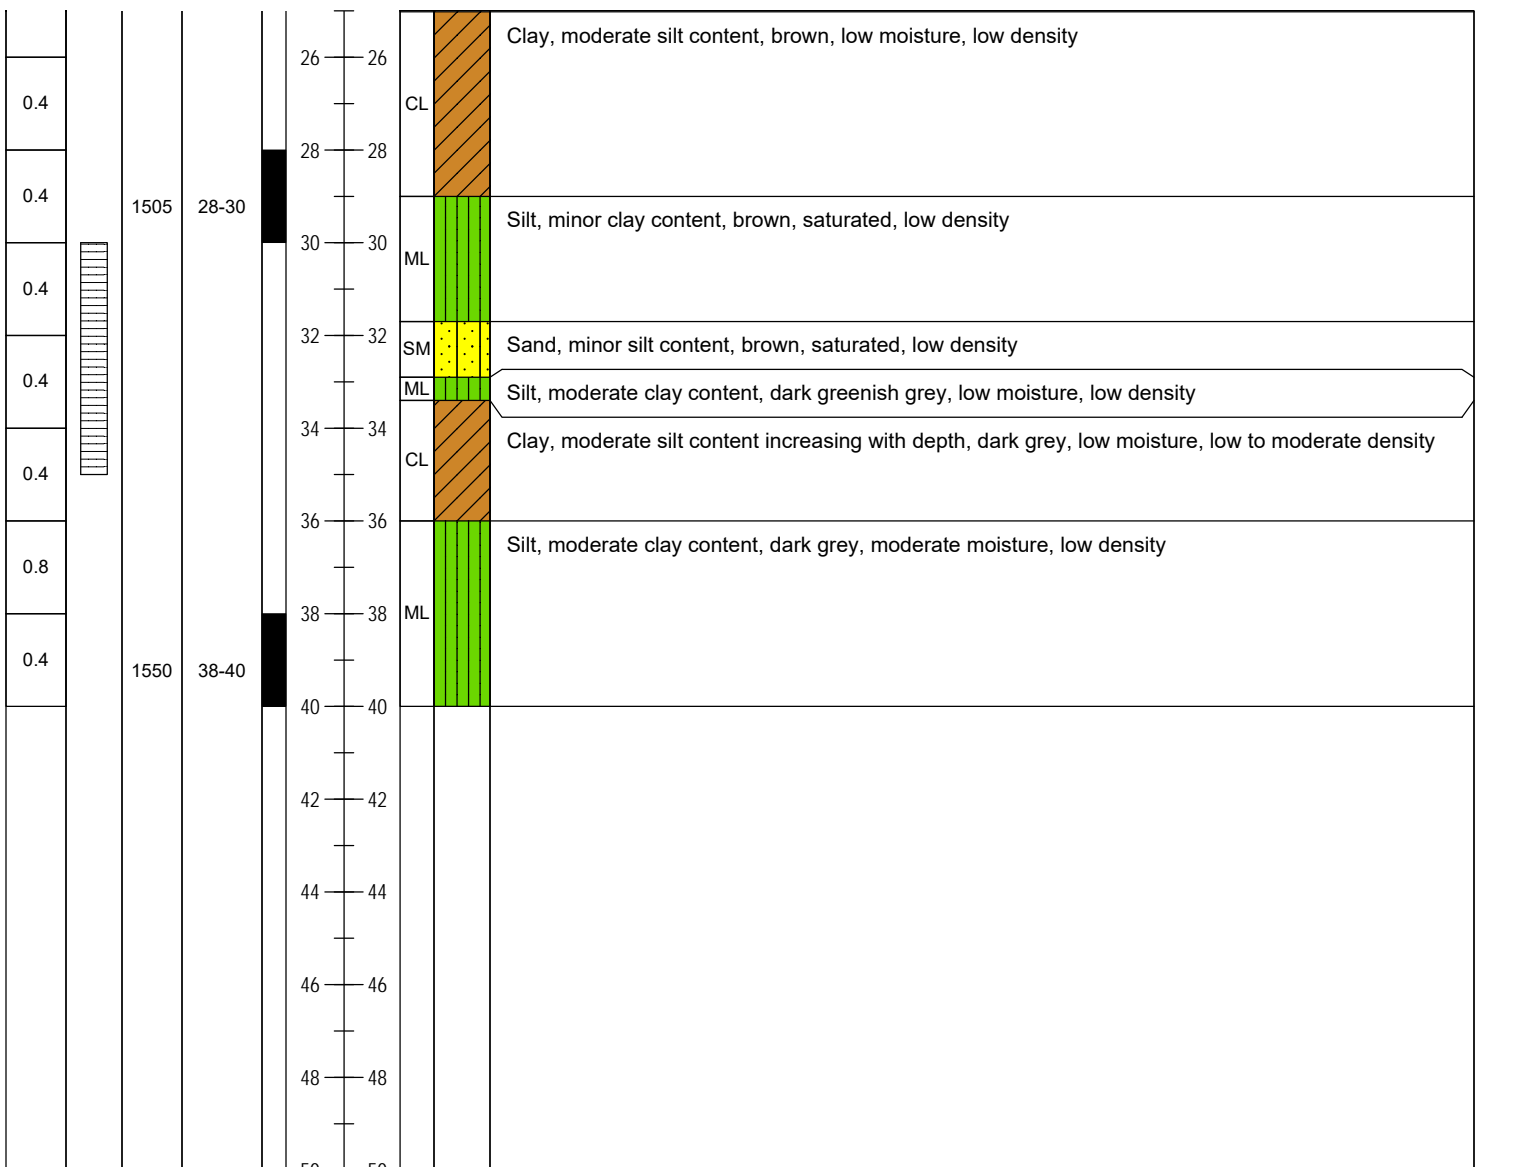 Clay, moderate silt content, brown, low moisture, low density
26 26
0.4 CL
28 28
0.4 1505 28-30
Silt, minor clay content, brown, saturated, low density
30 30
ML
0.4
32 32
SM Sand, minor silt content, brown, saturated, low density
0.4
ML Silt, moderate clay content, dark greenish grey, low moisture, low density
34 34
Clay, moderate silt content increasing with depth, dark grey, low moisture, low to moderate density
CL
0.4
36 36
Silt, moderate clay content, dark grey, moderate moisture, low density
0.8
38 38
ML
0.4
1550 38-40
40 40
42 42
44 44
46 46
48 48